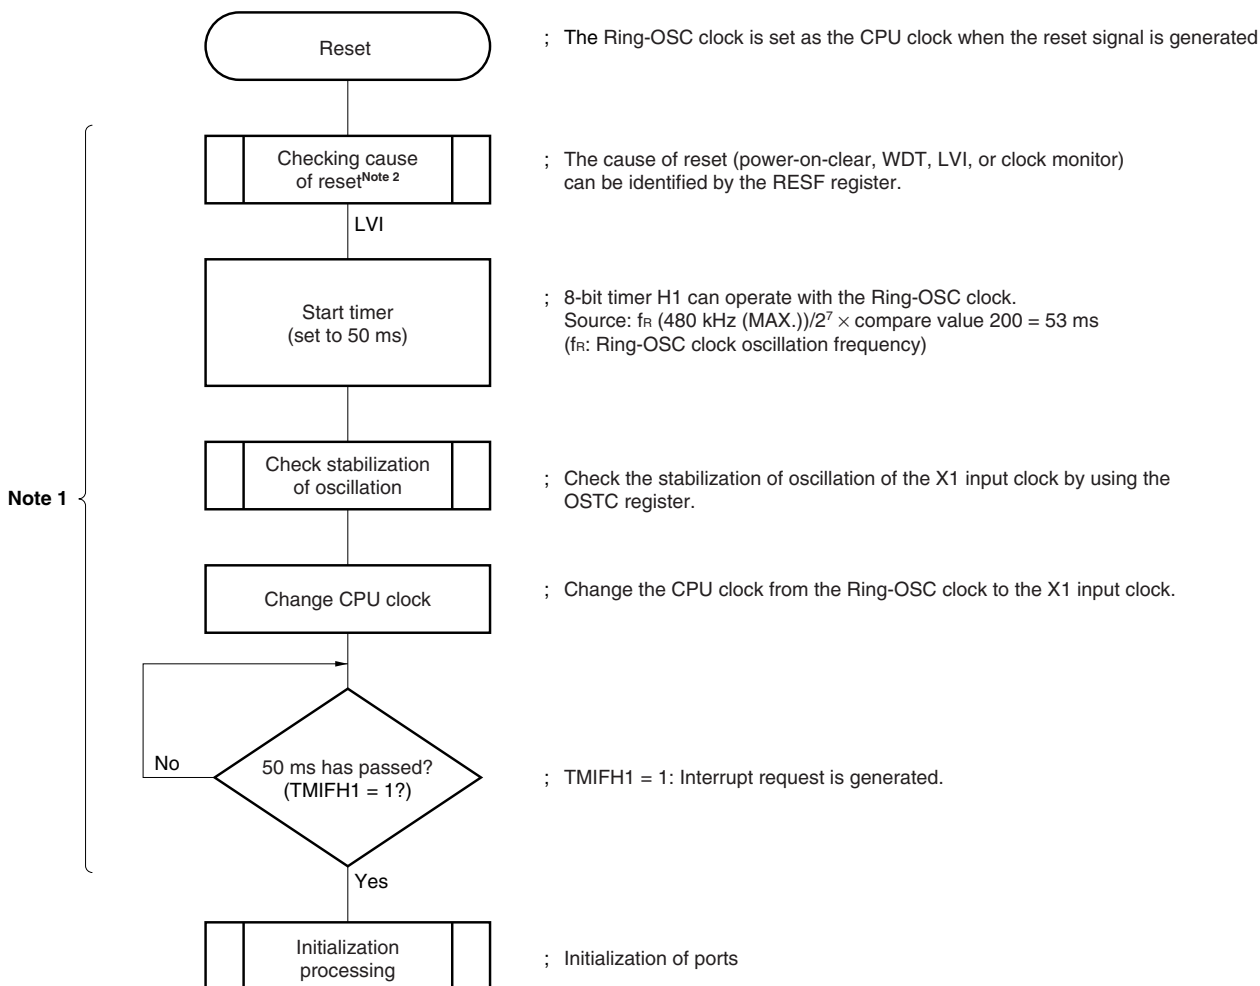 Reset
; The Ring-OSC clock is set as the CPU clock when the reset signal is generated
Checking cause
of reset Note 2
; The cause of reset (power-on-clear, WDT, LVI, or clock monitor)
can be identified by the RESF register.
LVI
Start timer
(set to 50 ms)
; 8-bit timer H1 can operate with the Ring-OSC clock.
Source: fR (480 kHz (MAX.))/2⁷ × compare value 200 = 53 ms
(fR: Ring-OSC clock oscillation frequency)
Check stabilization
of oscillation
; Check the stabilization of oscillation of the X1 input clock by using the
OSTC register.
Note 1
Change CPU clock
; Change the CPU clock from the Ring-OSC clock to the X1 input clock.
No
50 ms has passed?
(TMIFH1 = 1?)
; TMIFH1 = 1: Interrupt request is generated.
Yes
Initialization
processing
; Initialization of ports